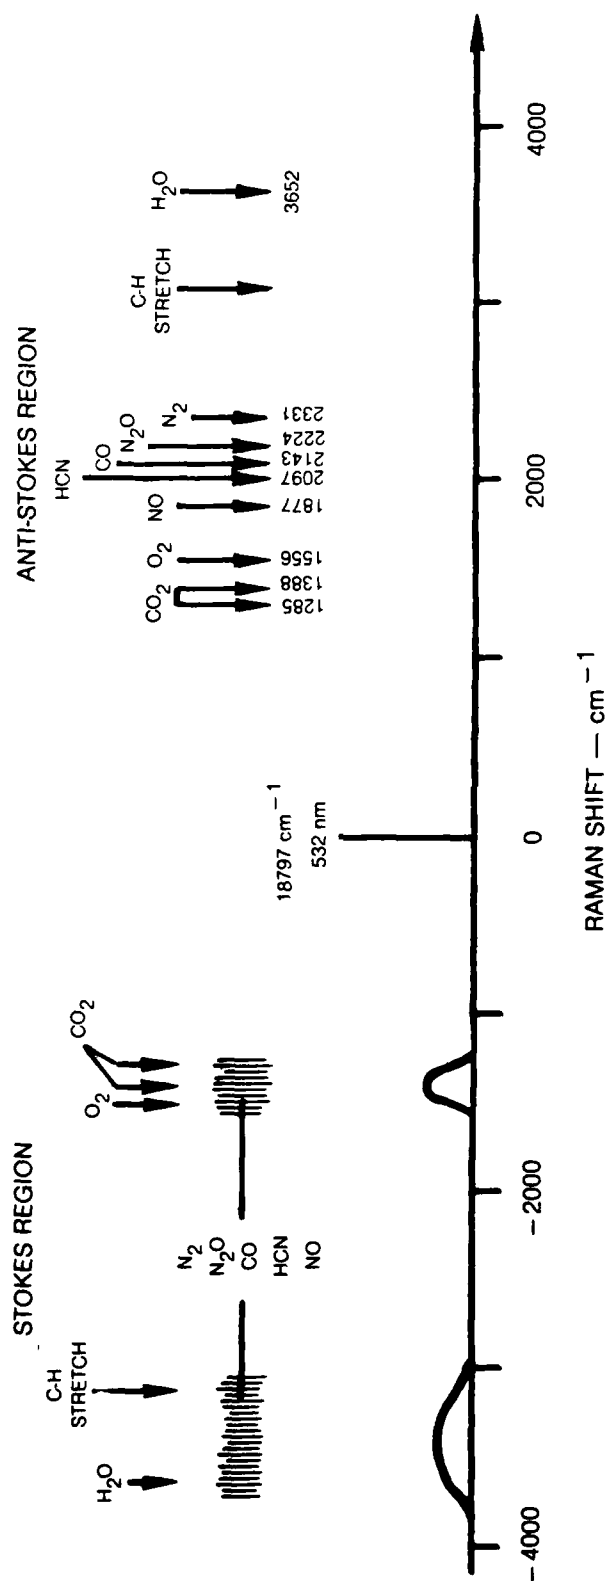 STOKES REGION
ANTI-STOKES REGION
H₂O
C-H
STRETCH
O₂
CO₂
N₂
N₂O
CO
HCN
NO
18797 cm⁻¹
532 nm
CO₂
O₂
NO
HCN
CO
N₂O
N₂
C-H
STRETCH
H₂O
1285
1388
1556
1877
2097
2143
2224
2331
3652
−4000
−2000
0
2000
4000
RAMAN SHIFT — cm⁻¹